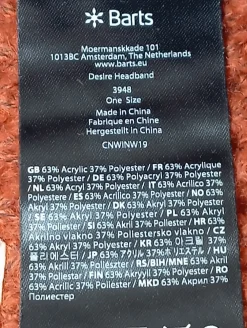 Barts
Moermanskkade 101
1013BC Amsterdam, The Netherlands
www.barts.eu
Desire Headband
3948
One Size
Made in China
Fabriqué en Chine
Hergestellt in China
CNWINW19
GB 63% Acrylic 37% Polyester / FR 63% Acrylique
37% Polyester / DE 63% Polyacryl 37% Polyester
/ NL 63% Acryl 37% Polyester / IT 63% Acrilico 37%
Poliestere / ES 63% Acrílico 37% Poliéster / NO 63%
Akryl 37% Polyester / DK 63% Akryl 37% Polyester
/ SE 63% Akryl 37% Polyester / PL 63% Akryl
37% Poliester / SI 63% Akril 37% Poliester / HR 63%
Akrilno vlakno 37% Poliestersko vlakno / CZ
63% Akryl 37% Polyester / KR 63% 아크릴 37%
폴리에스터 / JP 63% アクリル 37% ポリエステル / HU
63% Akril 37% Poliészter / RS/BIH/MNE 63% Akril
37% Poliestar / FIN 63% Akryyli 37% Polyesteri / RO
63% Acrilic 37% Poliester / MKD 63% Акрил 37%
Полиестер